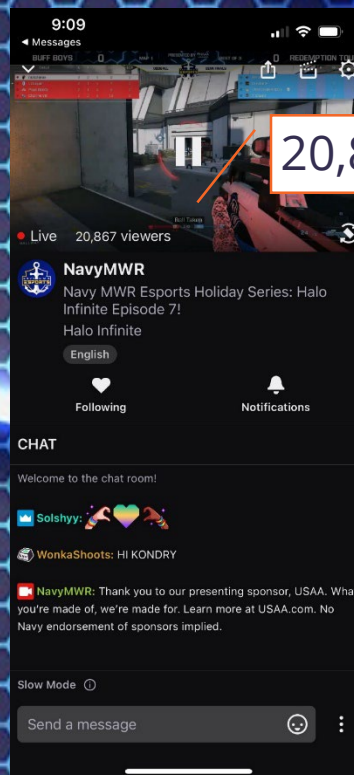 9:09
◀ Messages
BUFF BOYS 0
0 REDEMPTION TOU
20,8
Live 20,867 viewers
NavyMWR
Navy MWR Esports Holiday Series: Halo
Infinite Episode 7!
Halo Infinite
English
Following
Notifications
CHAT
Welcome to the chat room!
Solshyy:
WonkaShoots: HI KONDRY
NavyMWR: Thank you to our presenting sponsor, USAA. Wha
you're made of, we're made for. Learn more at USAA.com. No
Navy endorsement of sponsors implied.
Slow Mode
Send a message